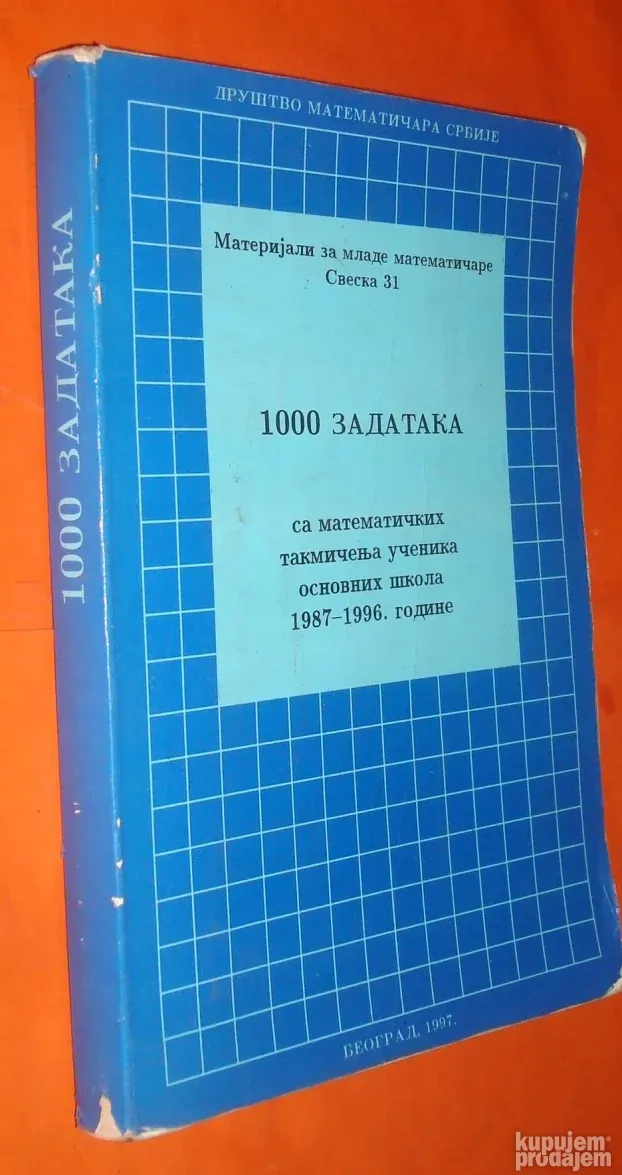 1000 ЗАДАТАКА
ДРУШТВО МАТЕМАТИЧАРА СРБИЈЕ
Материјали за младе математичаре
Свеска 31
1000 ЗАДАТАКА
са математичких
такмичења ученика
основних школа
1987–1996. године
БЕОГРАД, 1997.
kupujem
prodajem